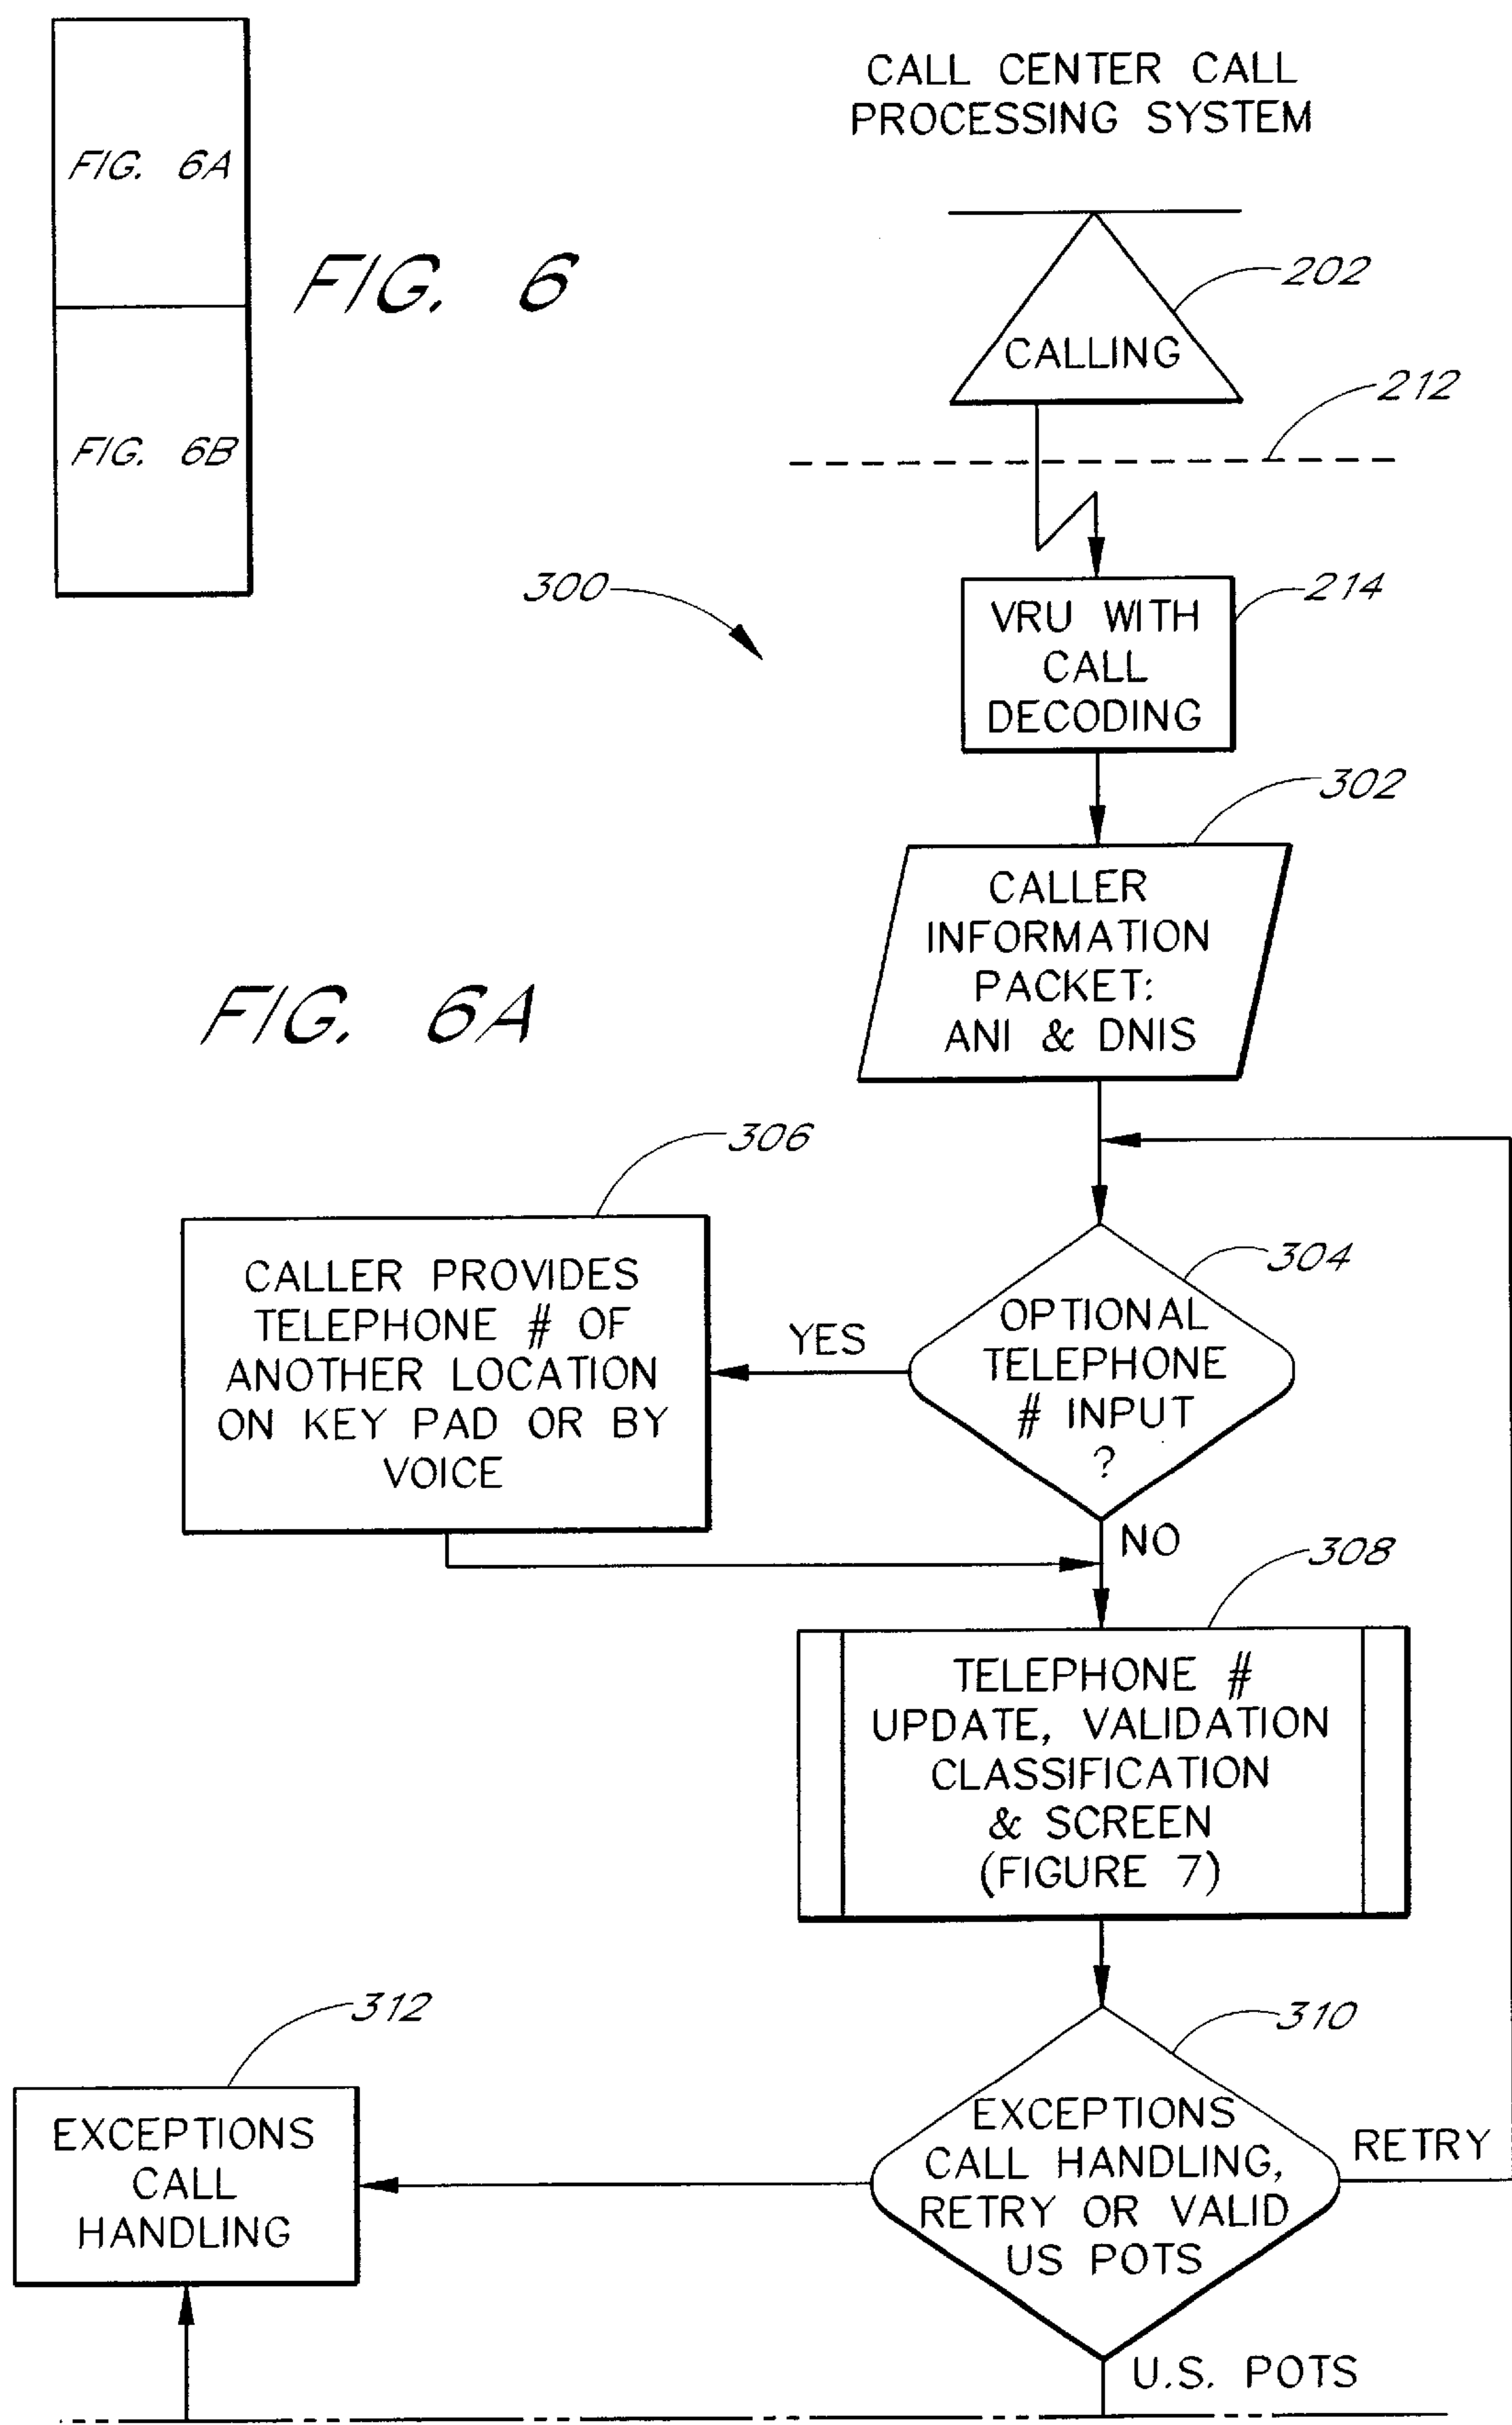 FIG. 6A
FIG. 6B
FIG. 6
CALL CENTER CALL
PROCESSING SYSTEM
202
CALLING
212
300
214
VRU WITH
CALL
DECODING
302
CALLER
INFORMATION
PACKET:
ANI & DNIS
FIG. 6A
306
CALLER PROVIDES
TELEPHONE # OF
ANOTHER LOCATION
ON KEY PAD OR BY
VOICE
YES
304
OPTIONAL
TELEPHONE
# INPUT
?
NO
308
TELEPHONE #
UPDATE, VALIDATION
CLASSIFICATION
& SCREEN
(FIGURE 7)
312
EXCEPTIONS
CALL
HANDLING
310
EXCEPTIONS
CALL HANDLING,
RETRY OR VALID
US POTS
RETRY
U.S. POTS